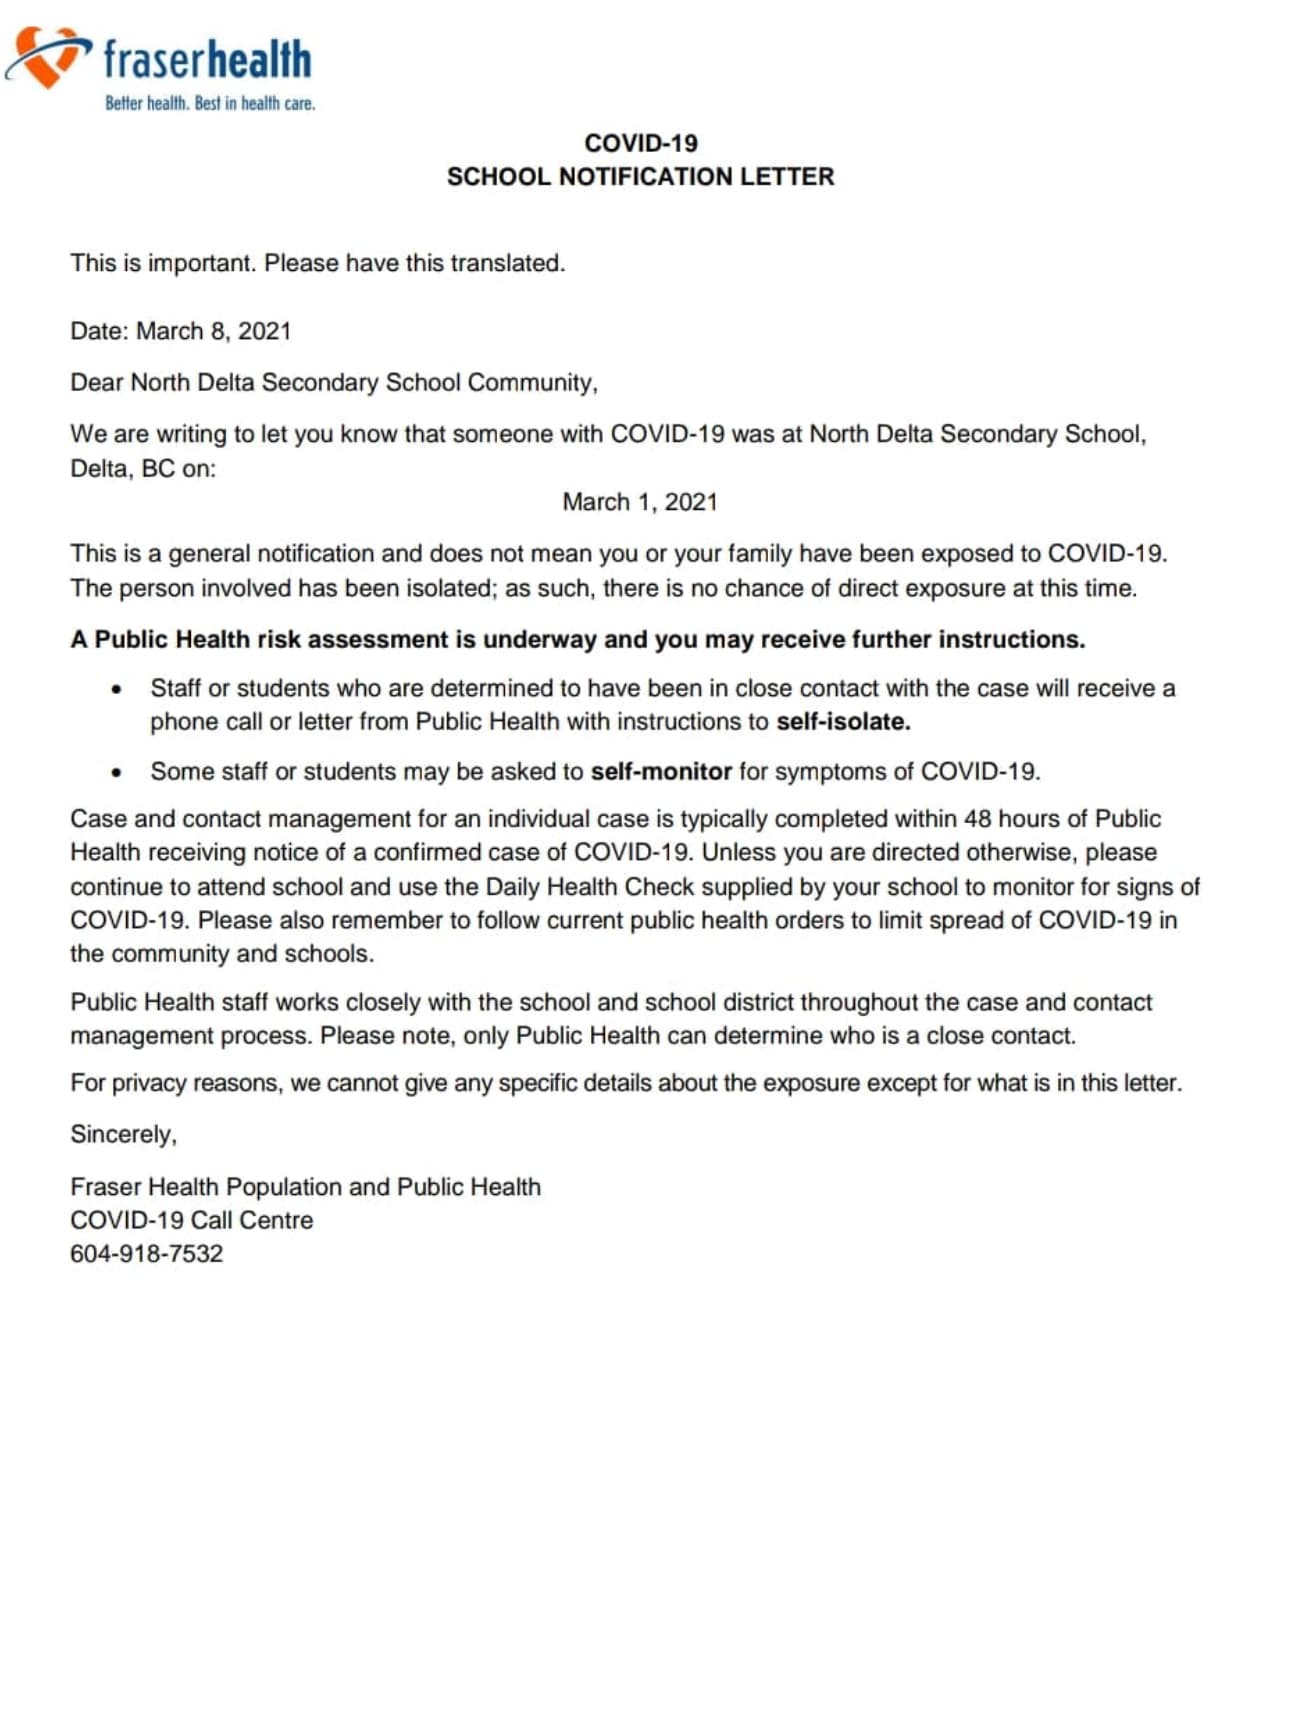 fraserhealth
Better health. Best in health care.
COVID-19
SCHOOL NOTIFICATION LETTER
This is important. Please have this translated.
Date: March 8, 2021
Dear North Delta Secondary School Community,
We are writing to let you know that someone with COVID-19 was at North Delta Secondary School,
Delta, BC on:
March 1, 2021
This is a general notification and does not mean you or your family have been exposed to COVID-19.
The person involved has been isolated; as such, there is no chance of direct exposure at this time.
A Public Health risk assessment is underway and you may receive further instructions.
• Staff or students who are determined to have been in close contact with the case will receive a
phone call or letter from Public Health with instructions to self-isolate.
• Some staff or students may be asked to self-monitor for symptoms of COVID-19.
Case and contact management for an individual case is typically completed within 48 hours of Public
Health receiving notice of a confirmed case of COVID-19. Unless you are directed otherwise, please
continue to attend school and use the Daily Health Check supplied by your school to monitor for signs of
COVID-19. Please also remember to follow current public health orders to limit spread of COVID-19 in
the community and schools.
Public Health staff works closely with the school and school district throughout the case and contact
management process. Please note, only Public Health can determine who is a close contact.
For privacy reasons, we cannot give any specific details about the exposure except for what is in this letter.
Sincerely,
Fraser Health Population and Public Health
COVID-19 Call Centre
604-918-7532